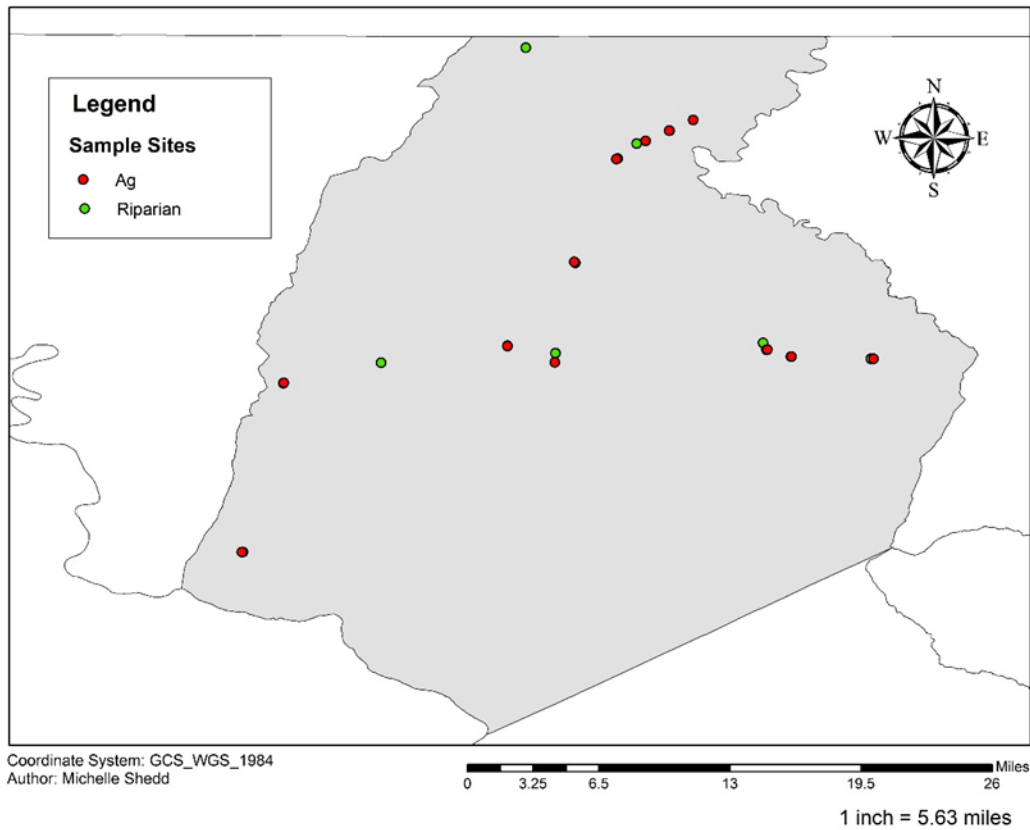 Legend
Sample Sites
Ag
Riparian
N
W E
S
Coordinate System: GCS_WGS_1984
Author: Michelle Shedd
Miles
0 3.25 6.5 13 19.5 26
1 inch = 5.63 miles